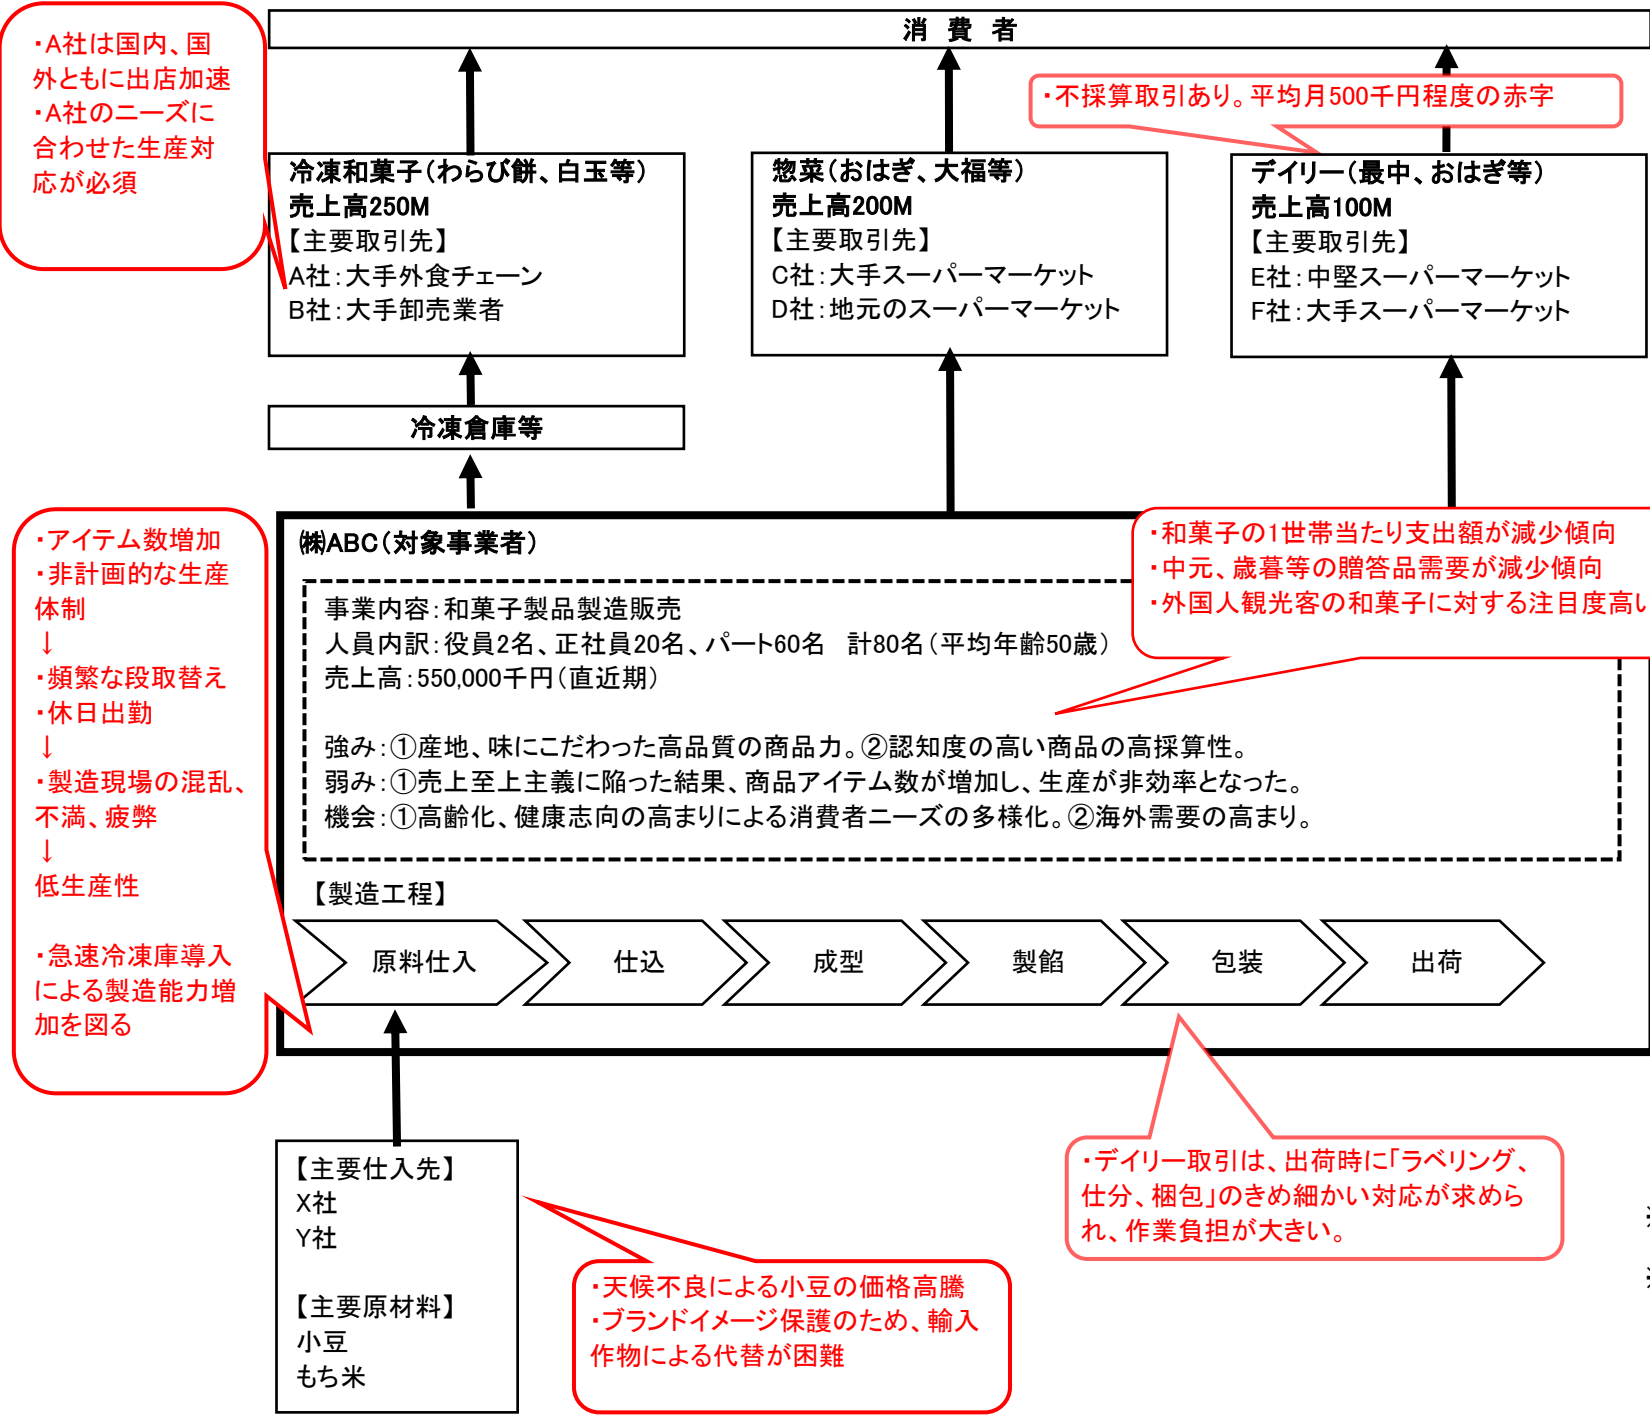 消 費 者
・A社は国内、国
外ともに出店加速
・A社のニーズに
合わせた生産対
応が必須
・不採算取引あり。平均月500千円程度の赤字
冷凍和菓子（わらび餅、白玉等）
売上高250M
【主要取引先】
A社：大手外食チェーン
B社：大手卸売業者
惣菜（おはぎ、大福等）
売上高200M
【主要取引先】
C社：大手スーパーマーケット
D社：地元のスーパーマーケット
デイリー（最中、おはぎ等）
売上高100M
【主要取引先】
E社：中堅スーパーマーケット
F社：大手スーパーマーケット
冷凍倉庫等
・アイテム数増加
・非計画的な生産
体制
↓
・頻繁な段取替え
・休日出勤
↓
・製造現場の混乱、
不満、疲弊
↓
低生産性
・急速冷凍庫導入
による製造能力増
加を図る
㈱ABC（対象事業者）
・和菓子の1世帯当たり支出額が減少傾向
・中元、歳暮等の贈答品需要が減少傾向
・外国人観光客の和菓子に対する注目度高い
事業内容：和菓子製品製造販売
人員内訳：役員2名、正社員20名、パート60名　計80名（平均年齢50歳）
売上高：550,000千円（直近期）
強み：①産地、味にこだわった高品質の商品力。②認知度の高い商品の高採算性。
弱み：①売上至上主義に陥った結果、商品アイテム数が増加し、生産が非効率となった。
機会：①高齢化、健康志向の高まりによる消費者ニーズの多様化。②海外需要の高まり。
【製造工程】
原料仕入
仕込
成型
製餡
包装
出荷
【主要仕入先】
X社
Y社
【主要原材料】
小豆
もち米
・天候不良による小豆の価格高騰
・ブランドイメージ保護のため、輸入
作物による代替が困難
・デイリー取引は、出荷時に「ラベリング、
仕分、梱包」のきめ細かい対応が求めら
れ、作業負担が大きい。